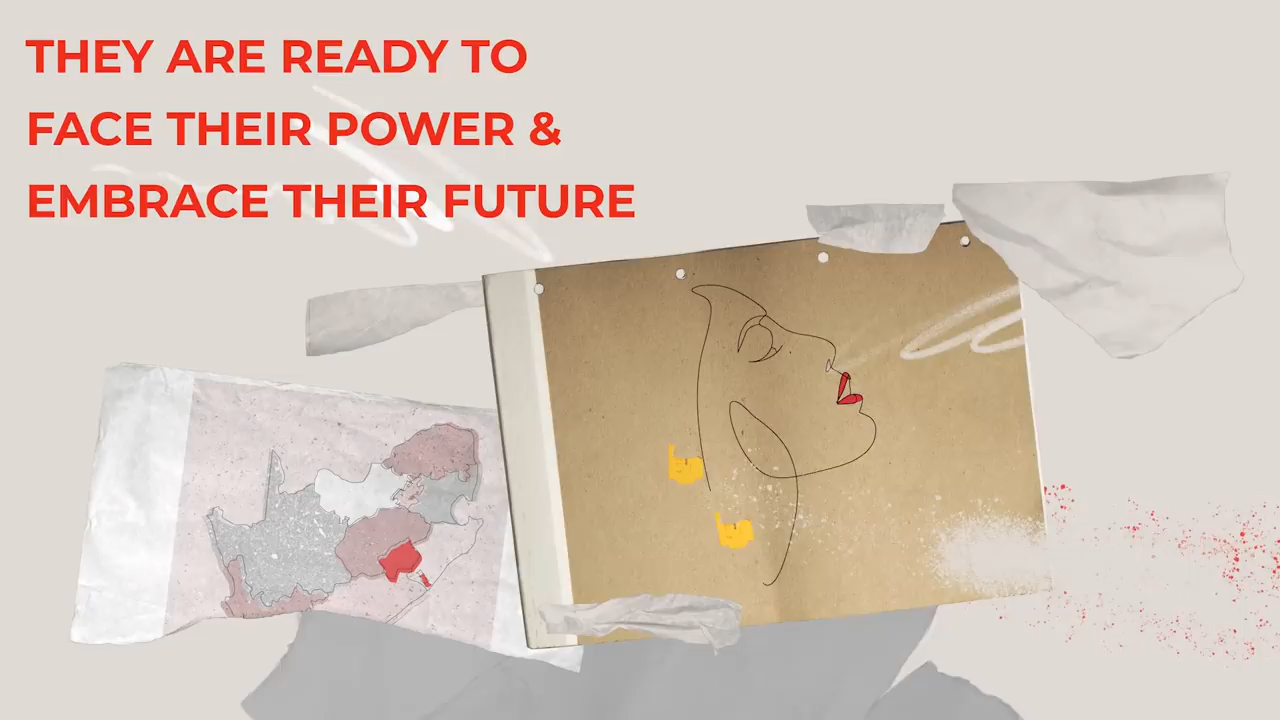 THEY ARE READY TO
FACE THEIR POWER &
EMBRACE THEIR FUTURE